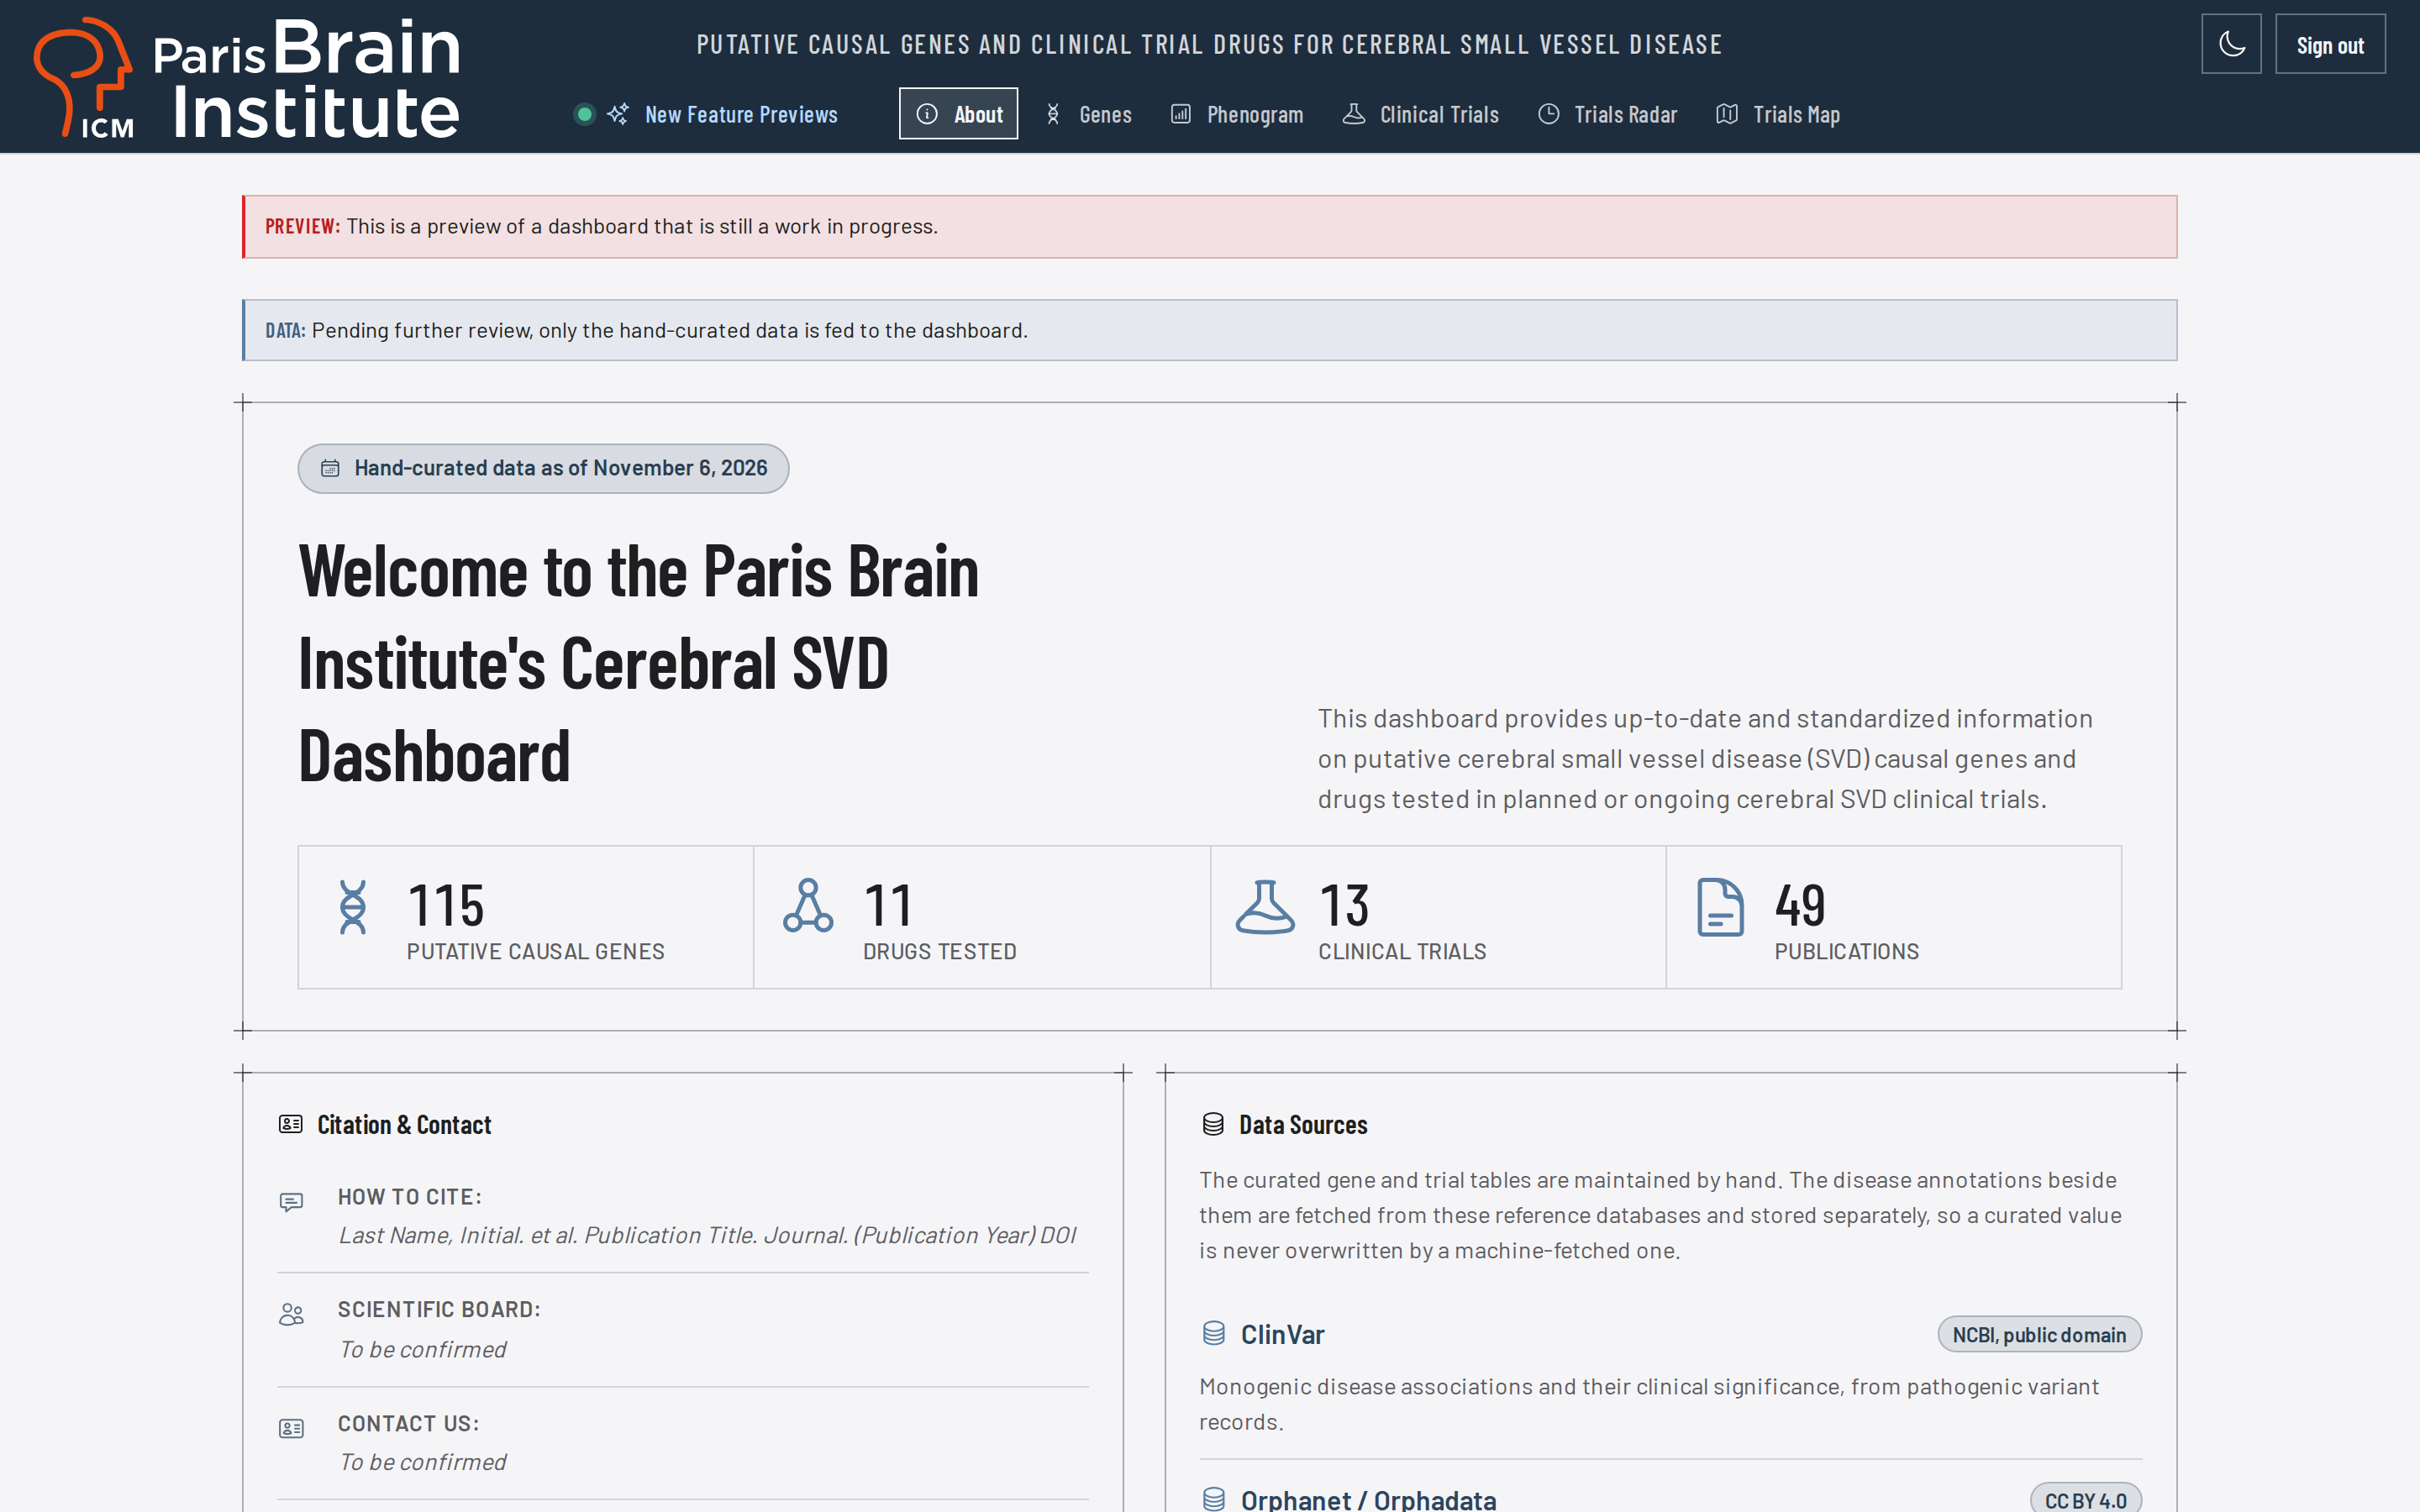 Paris Brain
Institute
ICM
PUTATIVE CAUSAL GENES AND CLINICAL TRIAL DRUGS FOR CEREBRAL SMALL VESSEL DISEASE
Sign out
New Feature Previews
About
Genes
Phenogram
Clinical Trials
Trials Radar
Trials Map
PREVIEW: This is a preview of a dashboard that is still a work in progress.
DATA: Pending further review, only the hand-curated data is fed to the dashboard.
Hand-curated data as of November 6, 2026
Welcome to the Paris Brain
Institute's Cerebral SVD
Dashboard
This dashboard provides up-to-date and standardized information
on putative cerebral small vessel disease (SVD) causal genes and
drugs tested in planned or ongoing cerebral SVD clinical trials.
115
PUTATIVE CAUSAL GENES
11
DRUGS TESTED
13
CLINICAL TRIALS
49
PUBLICATIONS
Citation & Contact
HOW TO CITE:
Last Name, Initial. et al. Publication Title. Journal. (Publication Year) DOI
SCIENTIFIC BOARD:
To be confirmed
CONTACT US:
To be confirmed
Data Sources
The curated gene and trial tables are maintained by hand. The disease annotations beside
them are fetched from these reference databases and stored separately, so a curated value
is never overwritten by a machine-fetched one.
ClinVar
NCBI, public domain
Monogenic disease associations and their clinical significance, from pathogenic variant
records.
Orphanet / Orphadata
CC BY 4.0